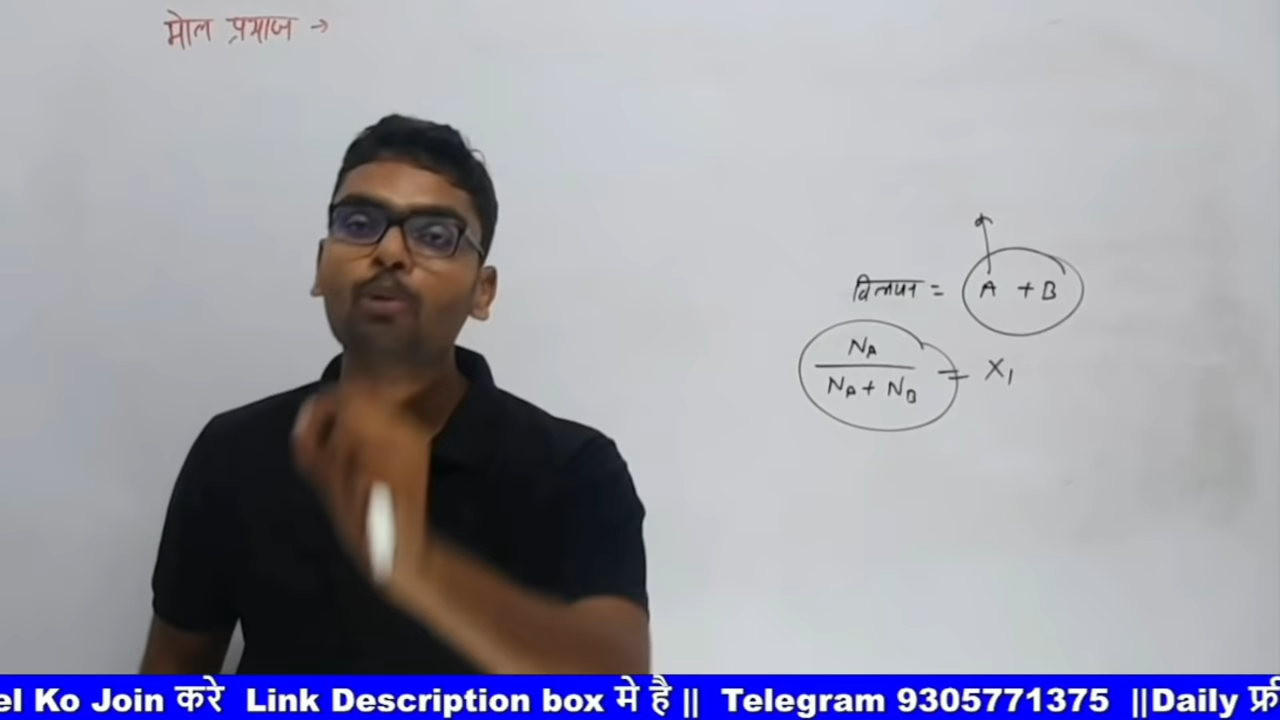 मोल प्रभाज →
विलयन = A + B
N_A / N_A + N_B = X₁
el Ko Join करे Link Description box मे है || Telegram 9305771375 ||Daily फ्री